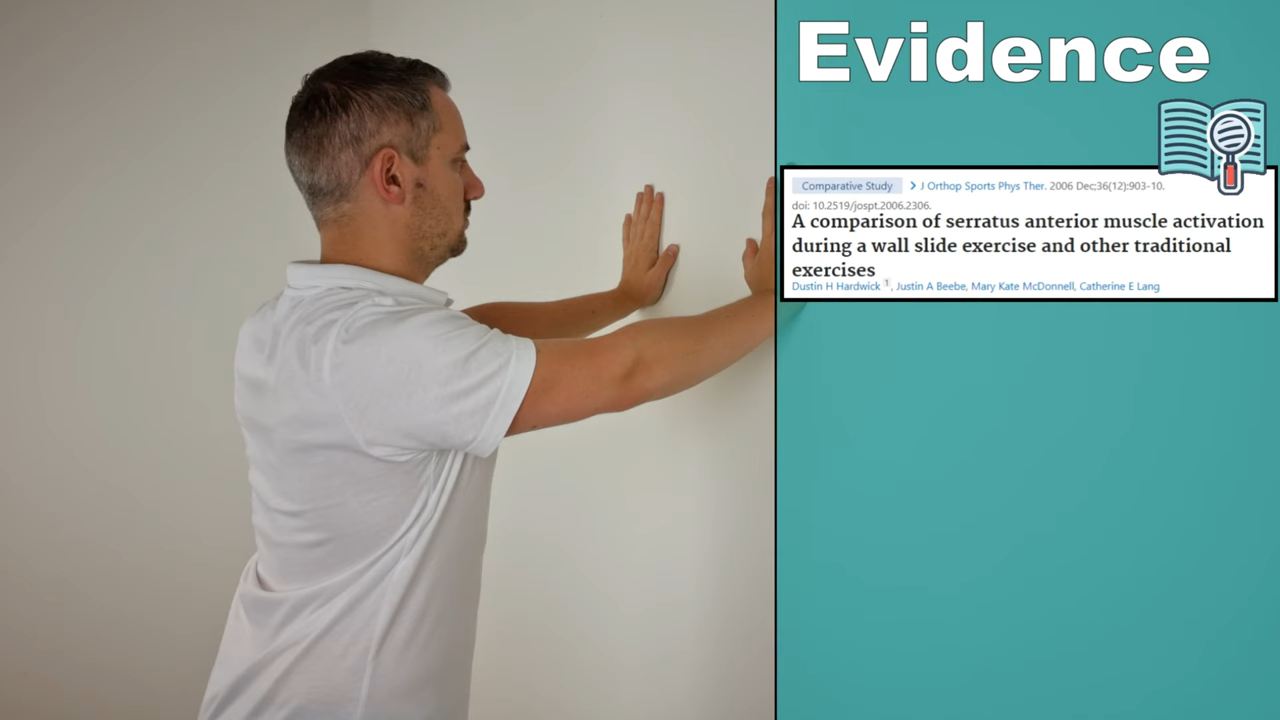 Evidence
Comparative Study > J Orthop Sports Phys Ther. 2006 Dec;36(12):903-10.
doi: 10.2519/jospt.2006.2306.
A comparison of serratus anterior muscle activation
during a wall slide exercise and other traditional
exercises
Dustin H Hardwick 1, Justin A Beebe, Mary Kate McDonnell, Catherine E Lang